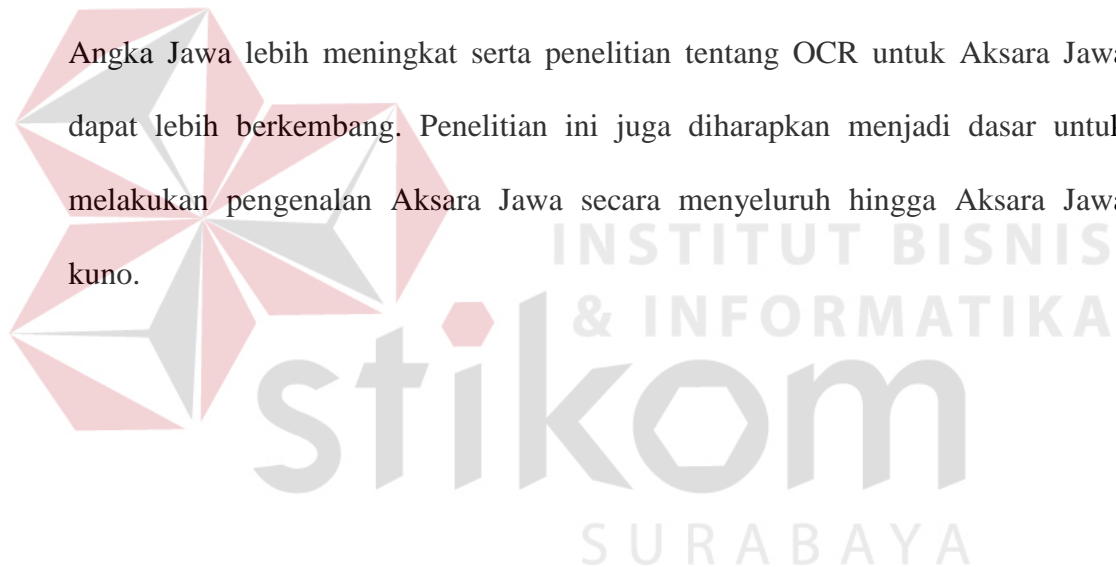 Angka Jawa lebih meningkat serta penelitian tentang OCR untuk Aksara Jawa
dapat lebih berkembang. Penelitian ini juga diharapkan menjadi dasar untuk
melakukan pengenalan Aksara Jawa secara menyeluruh hingga Aksara Jawa
kuno.
INSTITUT BISNIS
& INFORMATIKA
stikom
SURABAYA